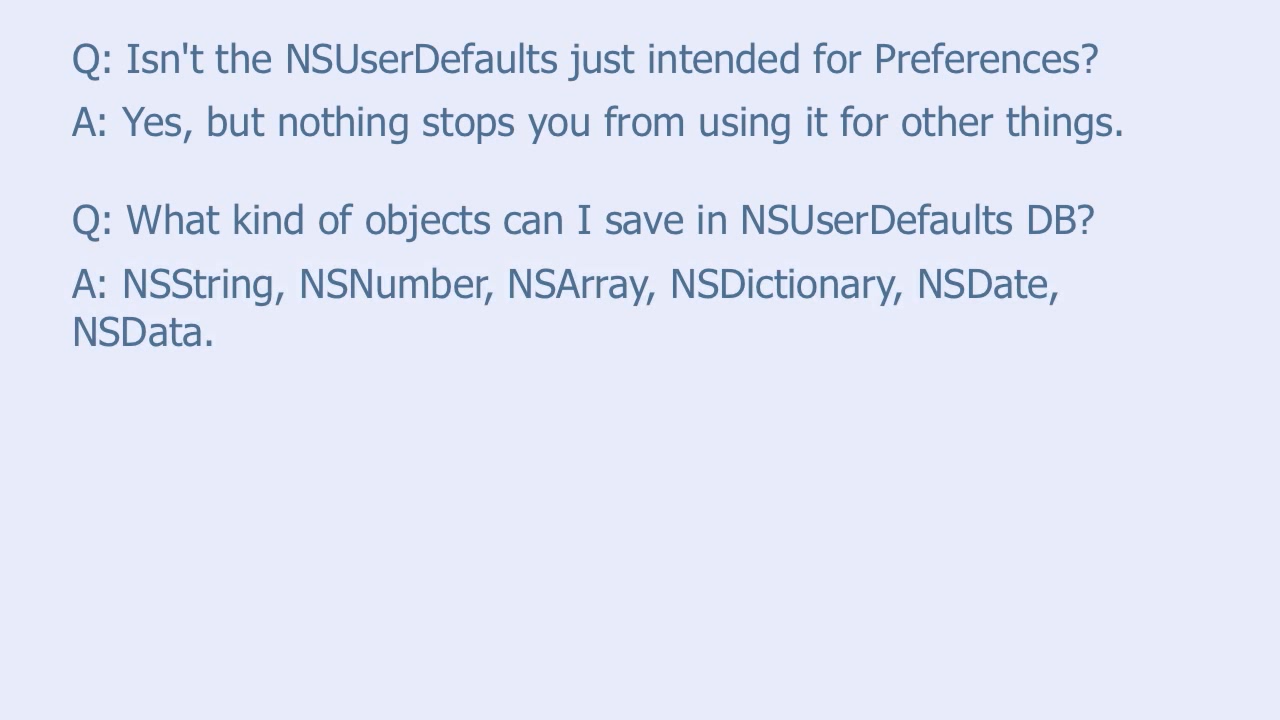 Q: Isn't the NSUserDefaults just intended for Preferences?
A: Yes, but nothing stops you from using it for other things.
Q: What kind of objects can I save in NSUserDefaults DB?
A: NSString, NSNumber, NSArray, NSDictionary, NSDate,
NSData.